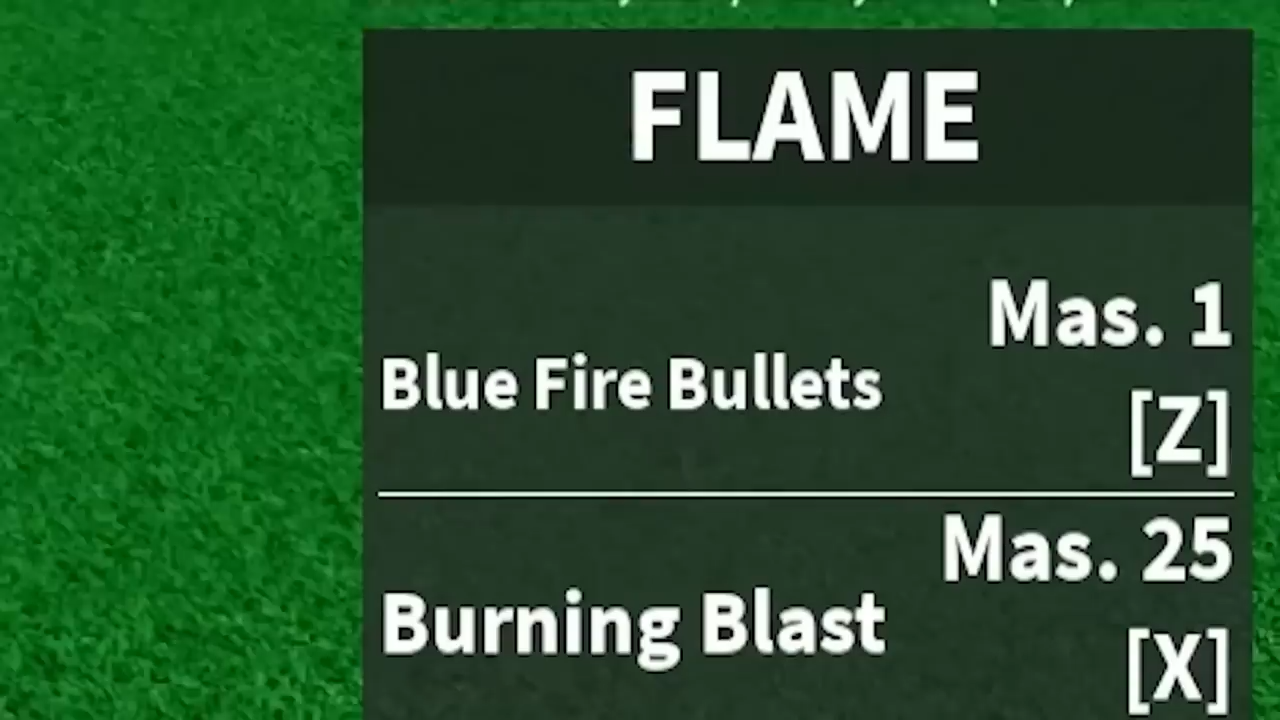 FLAME
Mas. 1
Blue Fire Bullets
[Z]
Mas. 25
Burning Blast
[X]